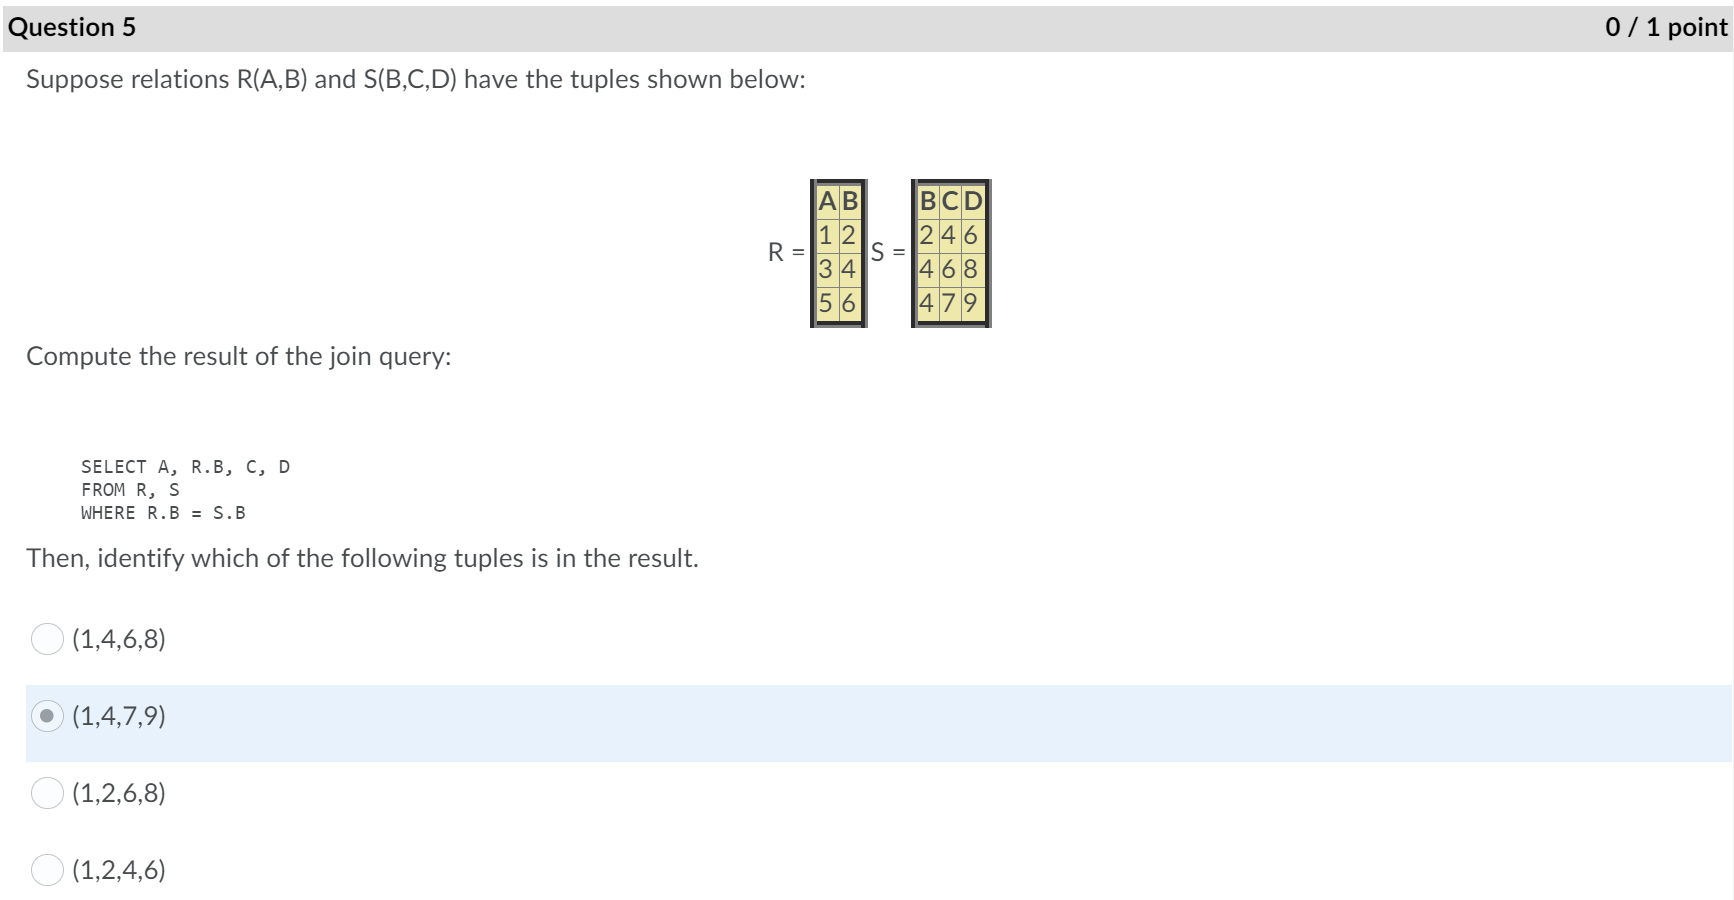 Question 5 0 / 1 point
Suppose relations R(A,B) and S(B,C,D) have the tuples shown below:
R =
A B
1 2
3 4
5 6
S =
B C D
2 4 6
4 6 8
4 7 9
Compute the result of the join query:
SELECT A, R.B, C, D
FROM R, S
WHERE R.B = S.B
Then, identify which of the following tuples is in the result.
(1,4,6,8)
(1,4,7,9)
(1,2,6,8)
(1,2,4,6)